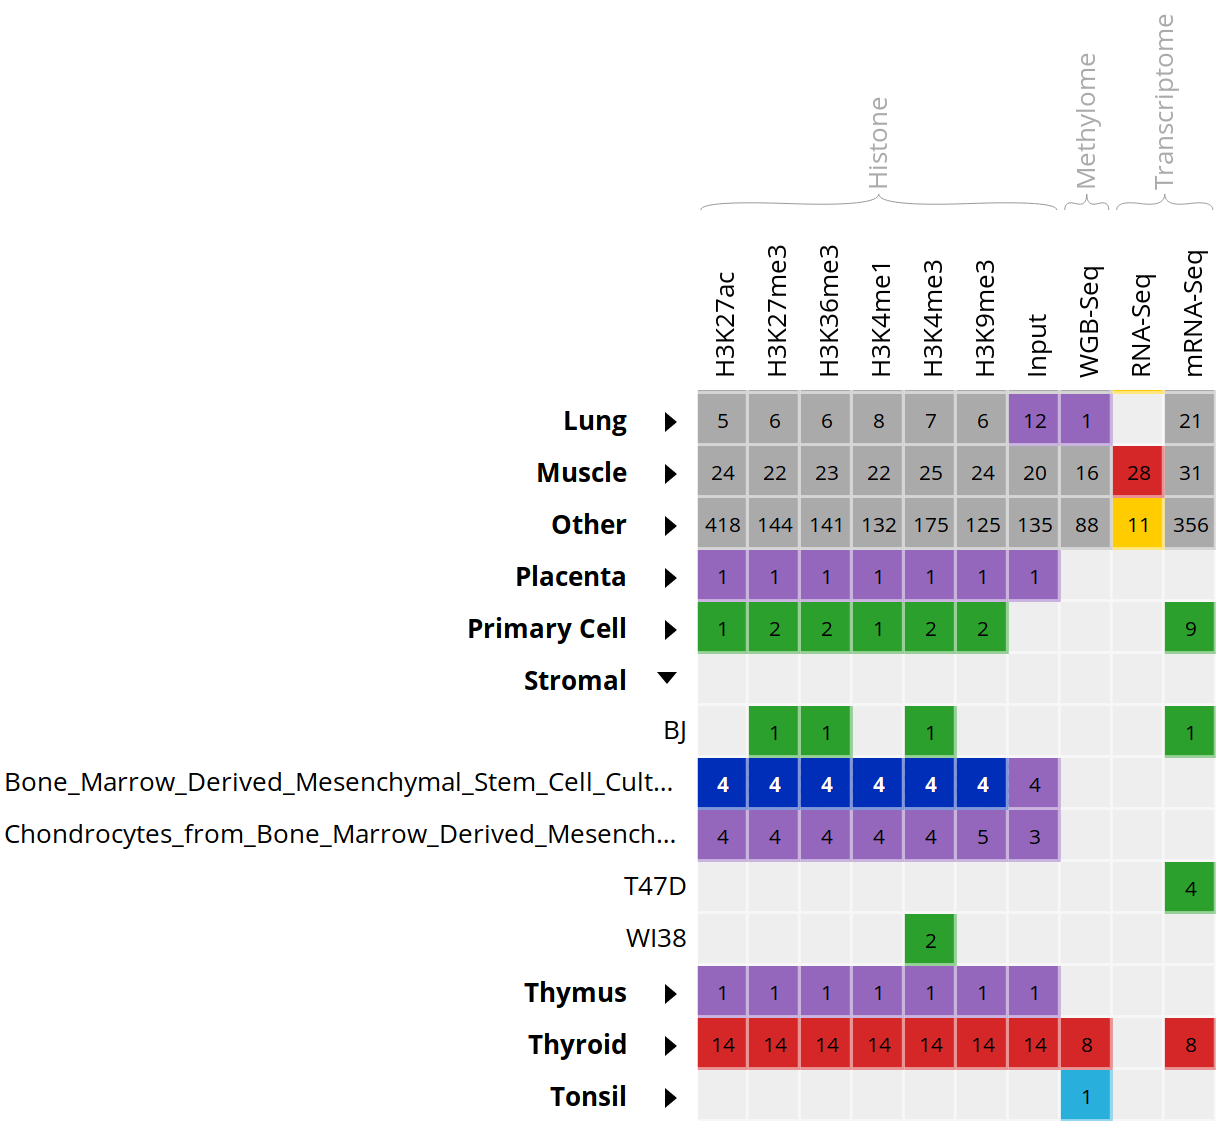 Histone Methylome Transcriptome
H3K27ac H3K27me3 H3K36me3 H3K4me1 H3K4me3 H3K9me3 Input WGB-Seq RNA-Seq mRNA-Seq
Lung 5 6 6 8 7 6 12 1 21
Muscle 24 22 23 22 25 24 20 16 28 31
Other 418 144 141 132 175 125 135 88 11 356
Placenta 1 1 1 1 1 1 1
Primary Cell 1 2 2 1 2 2 9
Stromal
BJ 1 1 1 1
Bone_Marrow_Derived_Mesenchymal_Stem_Cell_Cult... 4 4 4 4 4 4 4
Chondrocytes_from_Bone_Marrow_Derived_Mesench... 4 4 4 4 4 5 3
T47D 4
WI38 2
Thymus 1 1 1 1 1 1 1
Thyroid 14 14 14 14 14 14 14 8 8
Tonsil 1